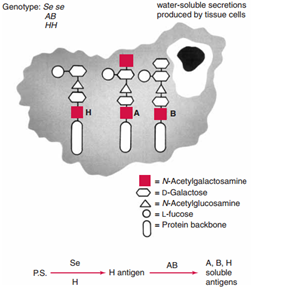 Genotype: Se se
AB
HH
water-soluble secretions
produced by tissue cells
H
A
B
= N-Acetylgalactosamine
= D-Galactose
= N-Acetylglucosamine
= L-fucose
= Protein backbone
P.S. Se H H antigen AB A, B, H
soluble
antigens